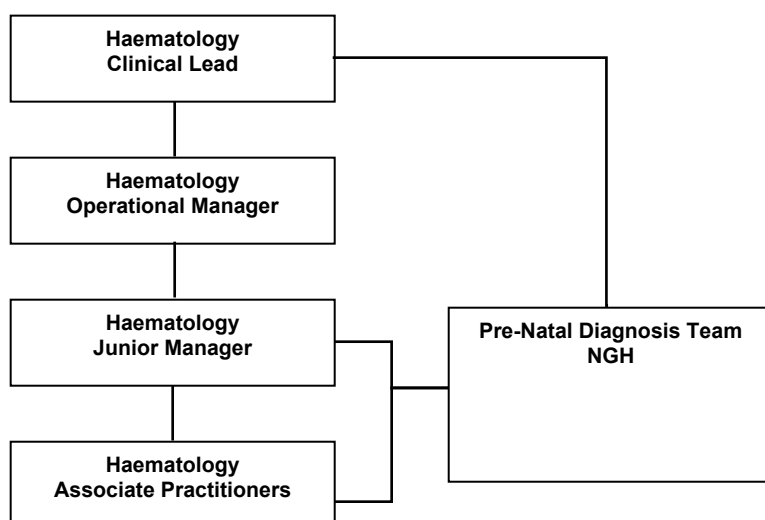 Haematology
Clinical Lead
Haematology
Operational Manager
Haematology
Junior Manager
Pre-Natal Diagnosis Team
NGH
Haematology
Associate Practitioners